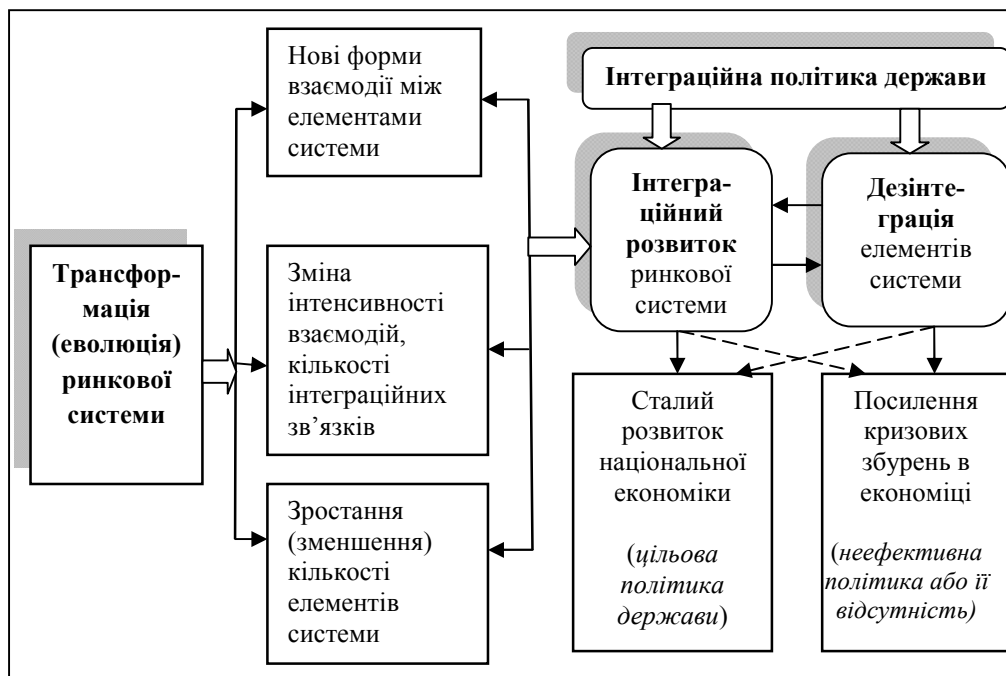 Трансфор-
мація
(еволюція)
ринкової
системи
Нові форми
взаємодії між
елементами
системи
Зміна
інтенсивності
взаємодій,
кількості
інтеграційних
зв’язків
Зростання
(зменшення)
кількості
елементів
системи
Інтеграційна політика держави
Інтегра-
ційний
розвиток
ринкової
системи
Дезінте-
грація
елементів
системи
Сталий
розвиток
національної
економіки
(цільова
політика
держави)
Посилення
кризових
збурень в
економіці
(неефективна
політика або її
відсутність)